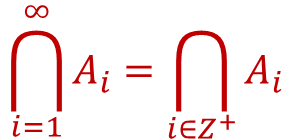 ⋂_{i=1}^{∞} A_i = ⋂_{i∈Z^+} A_i